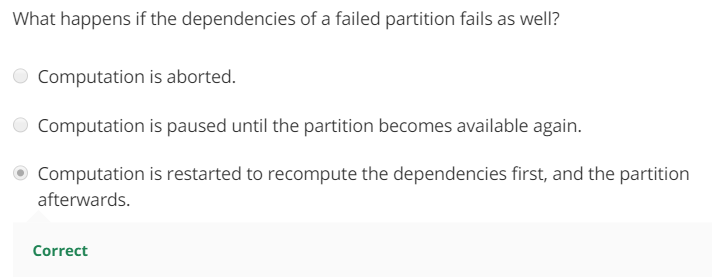 What happens if the dependencies of a failed partition fails as well?
Computation is aborted.
Computation is paused until the partition becomes available again.
Computation is restarted to recompute the dependencies first, and the partition
afterwards.
Correct